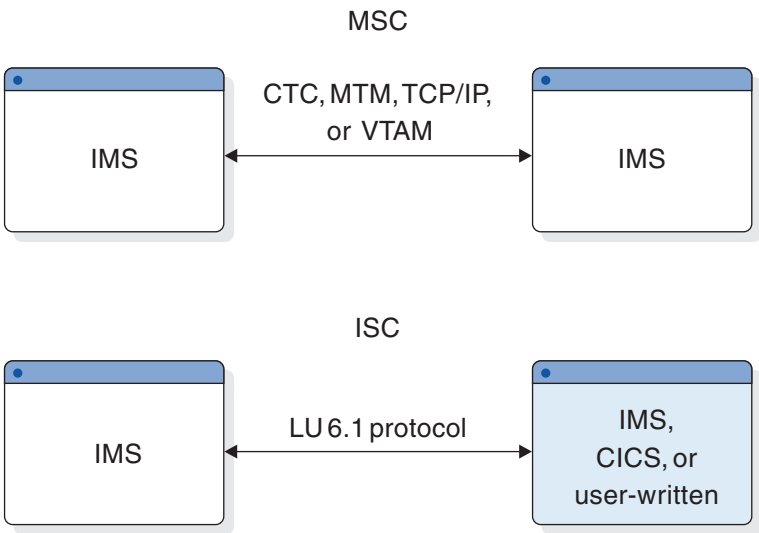 MSC
CTC, MTM, TCP/IP,
or VTAM
IMS
IMS
ISC
LU 6.1 protocol
IMS
IMS,
CICS, or
user-written